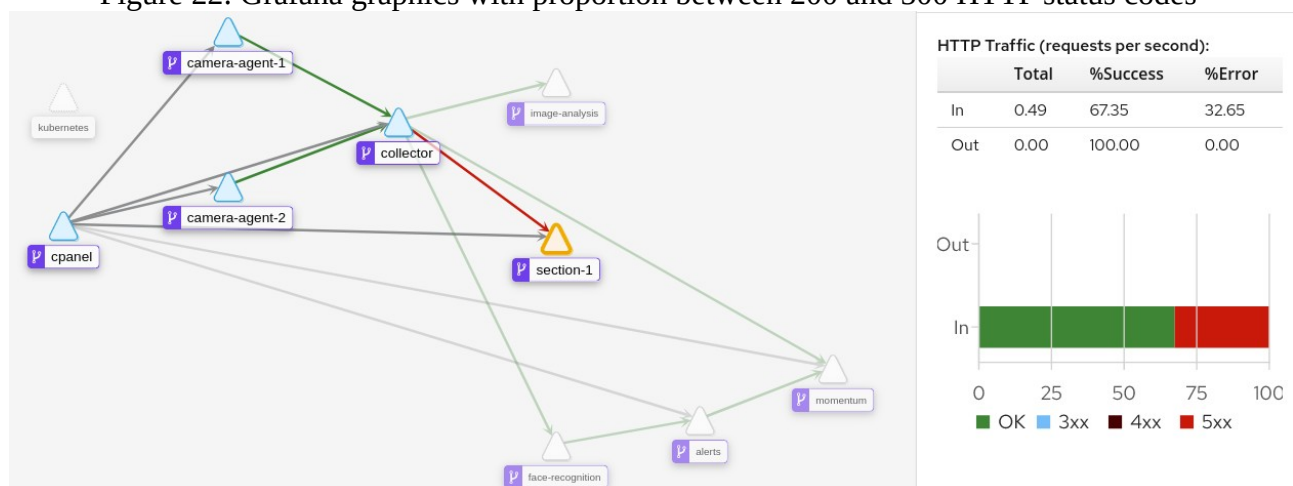 Figure 22: Grafana graphics with proportion between 200 and 500 HTTP status codes
camera-agent-1
kubernetes
image-analysis
collector
camera-agent-2
cpanel
section-1
momentum
alerts
face-recognition
HTTP Traffic (requests per second):
Total %Success %Error
In 0.49 67.35 32.65
Out 0.00 100.00 0.00
Out
In
0 25 50 75 100
OK 3xx 4xx 5xx